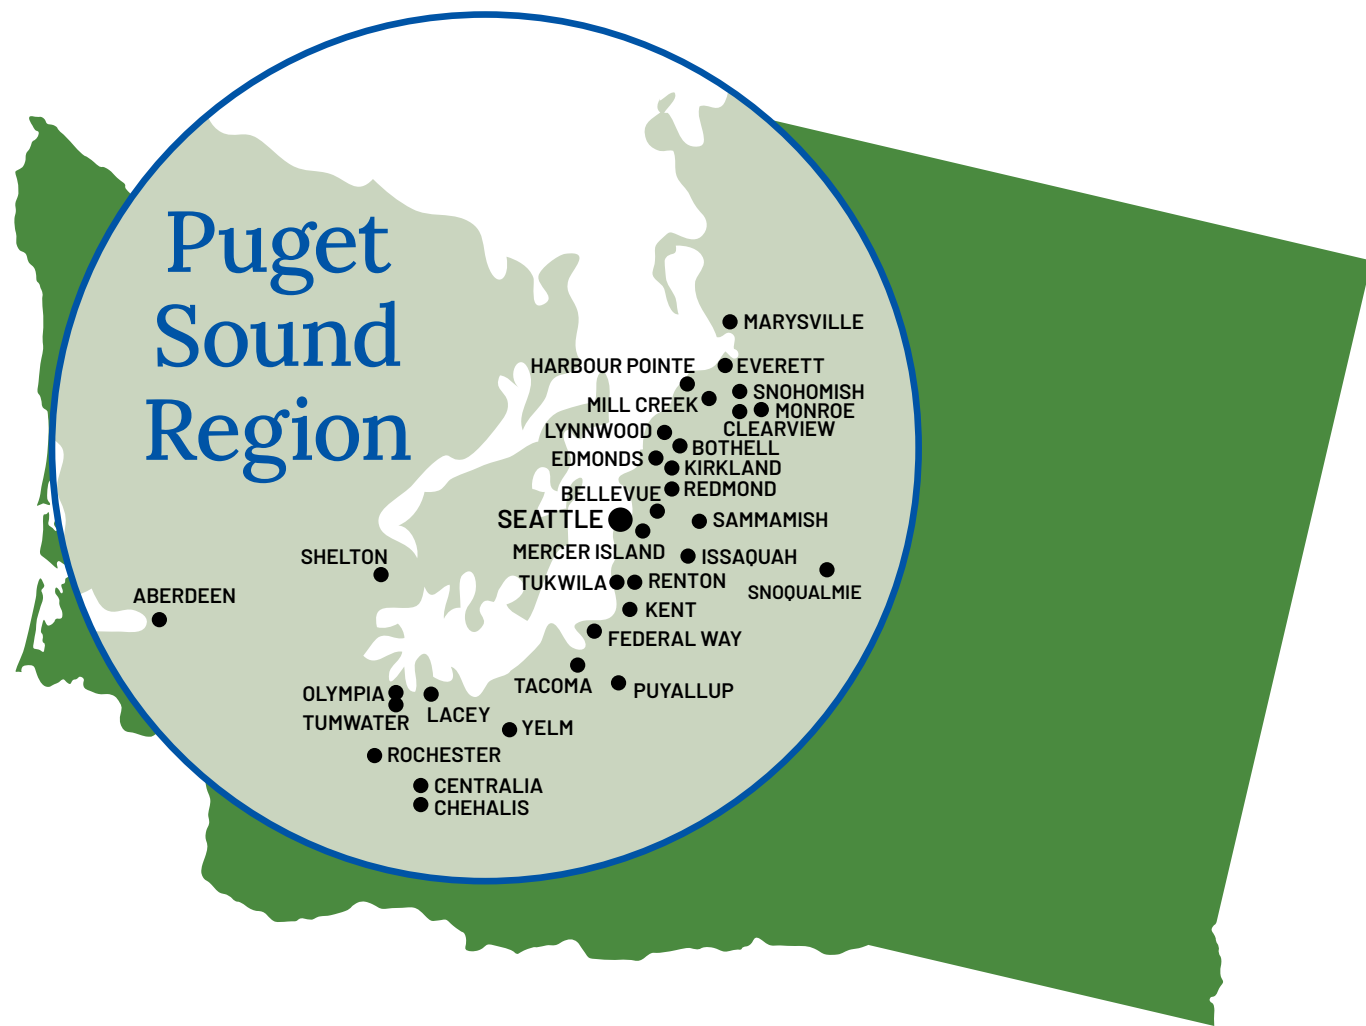 Puget
Sound
Region
MARYSVILLE
HARBOUR POINTE
EVERETT
SNOHOMISH
MILL CREEK
MONROE
CLEARVIEW
LYNNWOOD
BOTHELL
EDMONDS
KIRKLAND
REDMOND
BELLEVUE
SEATTLE
SAMMAMISH
MERCER ISLAND
ISSAQUAH
SHELTON
TUKWILA
RENTON
SNOQUALMIE
ABERDEEN
KENT
FEDERAL WAY
TACOMA
PUYALLUP
OLYMPIA
LACEY
TUMWATER
YELM
ROCHESTER
CENTRALIA
CHEHALIS